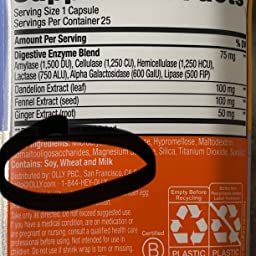 Serving Size 1 Capsule
Servings Per Container 25
Amount Per Serving % D
Digestive Enzyme Blend 75 mg
Amylase (1,500 DU), Cellulase (1,250 CU), Hemicellulase (1,250 HCU),
Lactase (750 ALU), Alpha Galactosidase (600 GalU), Lipase (500 FIP)
Dandelion Extract (leaf) 100 mg
Fennel Extract (seed) 100 mg
Ginger Extract (root) 50 mg
Ingredients: Hypromellose, Maltodextrin
Magnesium Silica, Titanium Dioxide
Contains: Soy, Wheat and Milk
Distributed by: OLLY PBC., San Francisco, CA
OLLY.com · 1-844-HEY-OLLY
Take only as directed. Do not exceed suggested
if you have a medical condition, are on medication, or
are pregnant or nursing, consult a qualified health care
professional before using. Not intended for children.
Do not use if shrink wrap is torn or missing.
Certified
B
Empty Before
Recycling
PLASTIC
PLASTIC